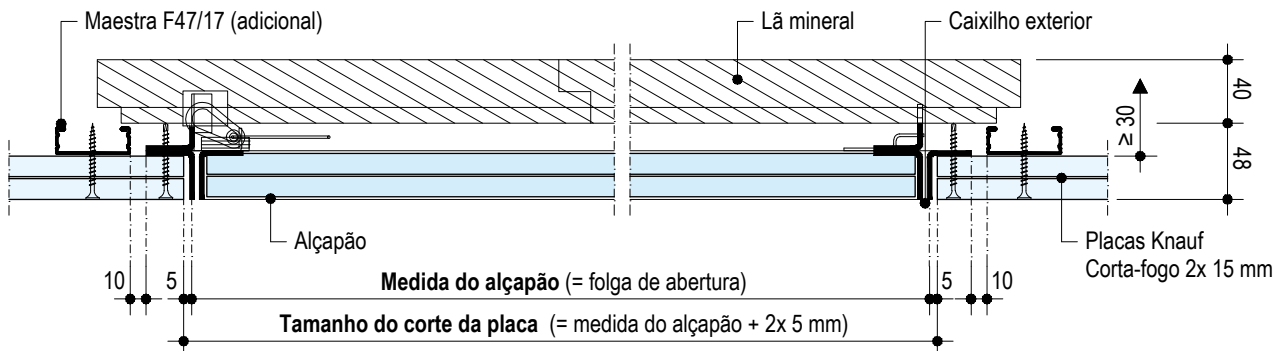 Maestra F47/17 (adicional)
Lã mineral
Caixilho exterior
40
≥ 30
48
Alçapão
Placas Knauf
Corta-fogo 2x 15 mm
10
5
Medida do alçapão (= folga de abertura)
5
10
Tamanho do corte da placa (= medida do alçapão + 2x 5 mm)